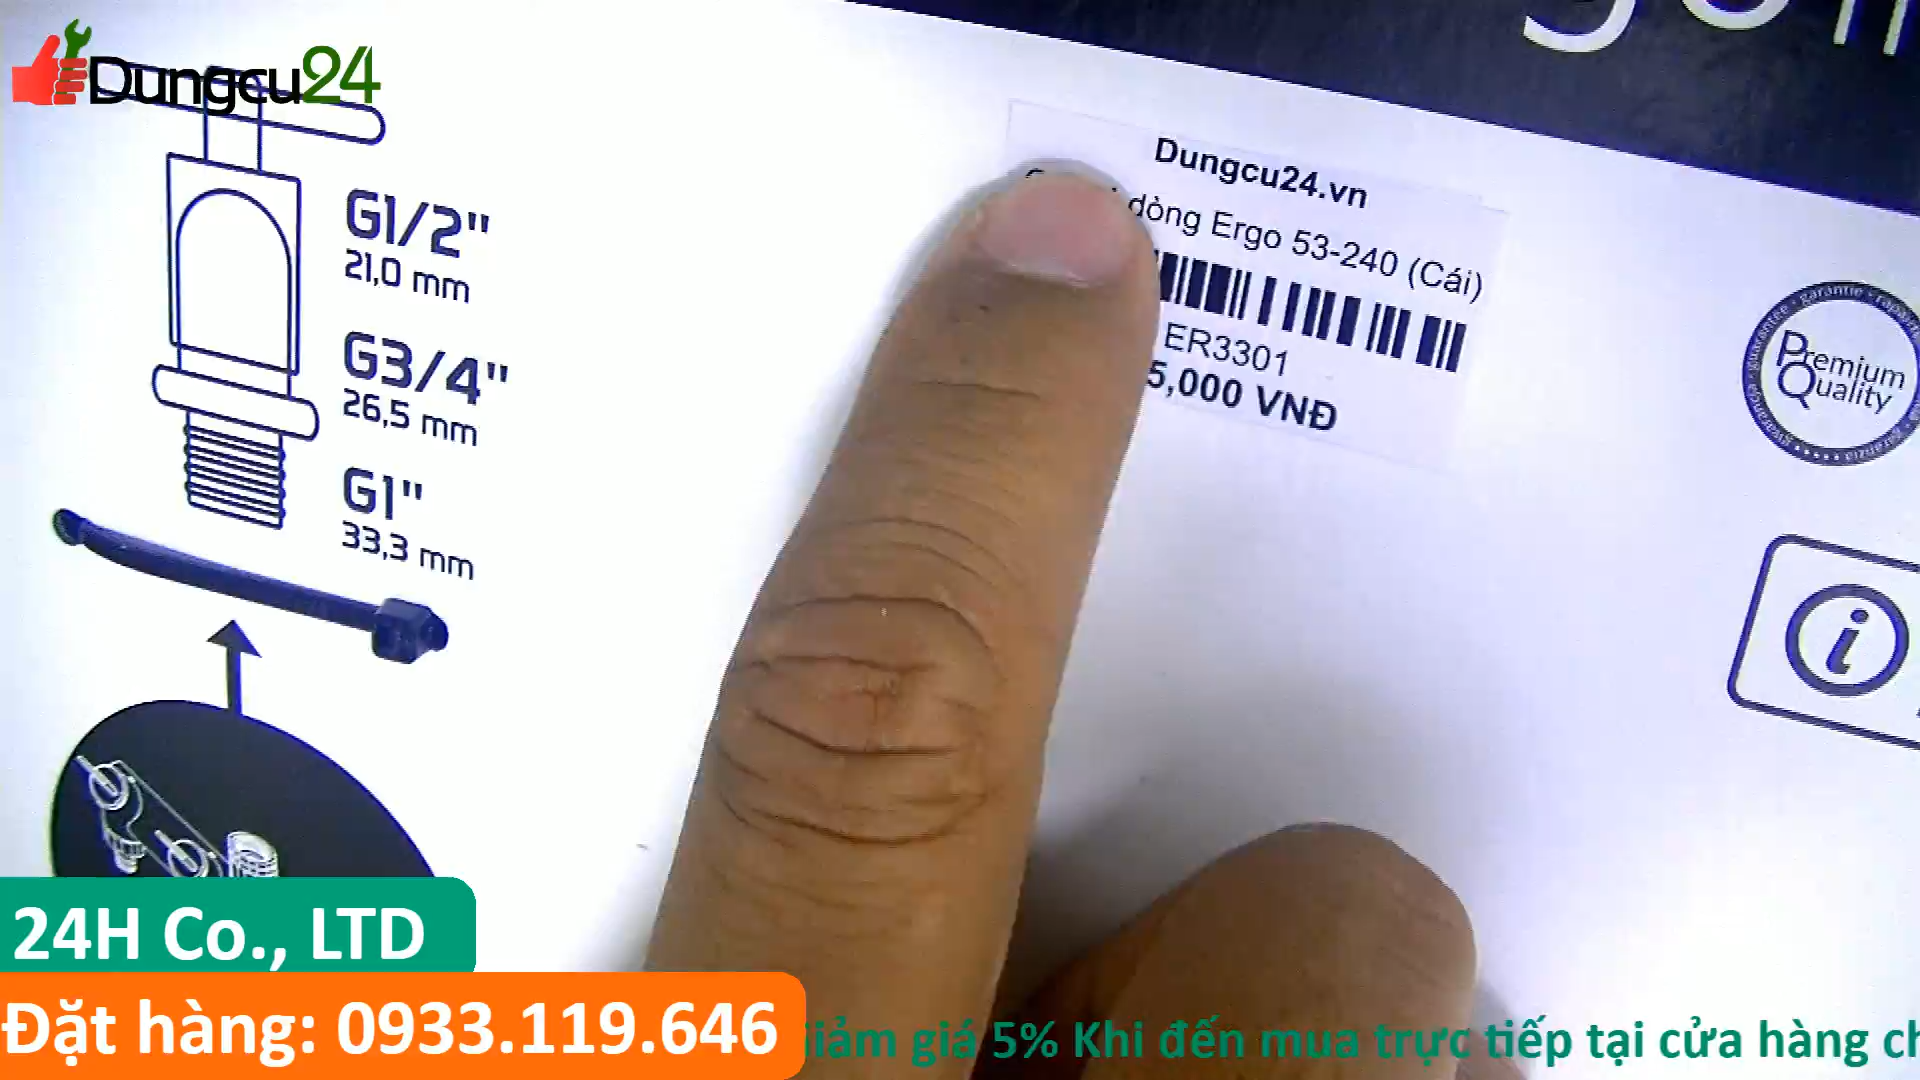 Dungcu24
Dungcu24.vn
dòng Ergo 53-240 (Cái)
ER3301
5,000 VNĐ
G1/2"
21,0 mm
G3/4"
26,5 mm
G1"
33,3 mm
Premium
Quality
garantie
guarantee
i
24H Co., LTD
Đặt hàng: 0933.119.646
giá 5% Khi đến mua trực tiếp tại cửa hàng